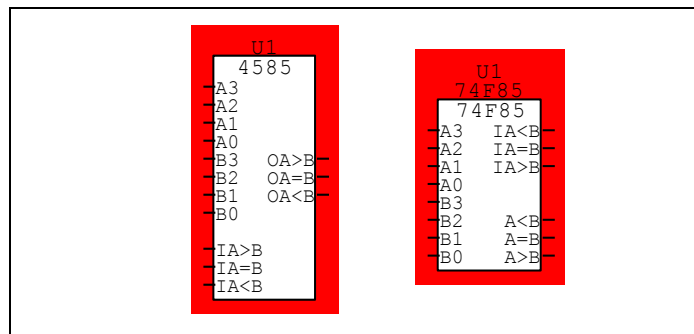 U1
4585
A3
A2
A1
A0
B3 OA>B
B2 OA=B
B1 OA<B
B0
IA>B
IA=B
IA<B
U1
74F85
74F85
A3 IA<B
A2 IA=B
A1 IA>B
A0
B3
B2 A<B
B1 A=B
B0 A>B